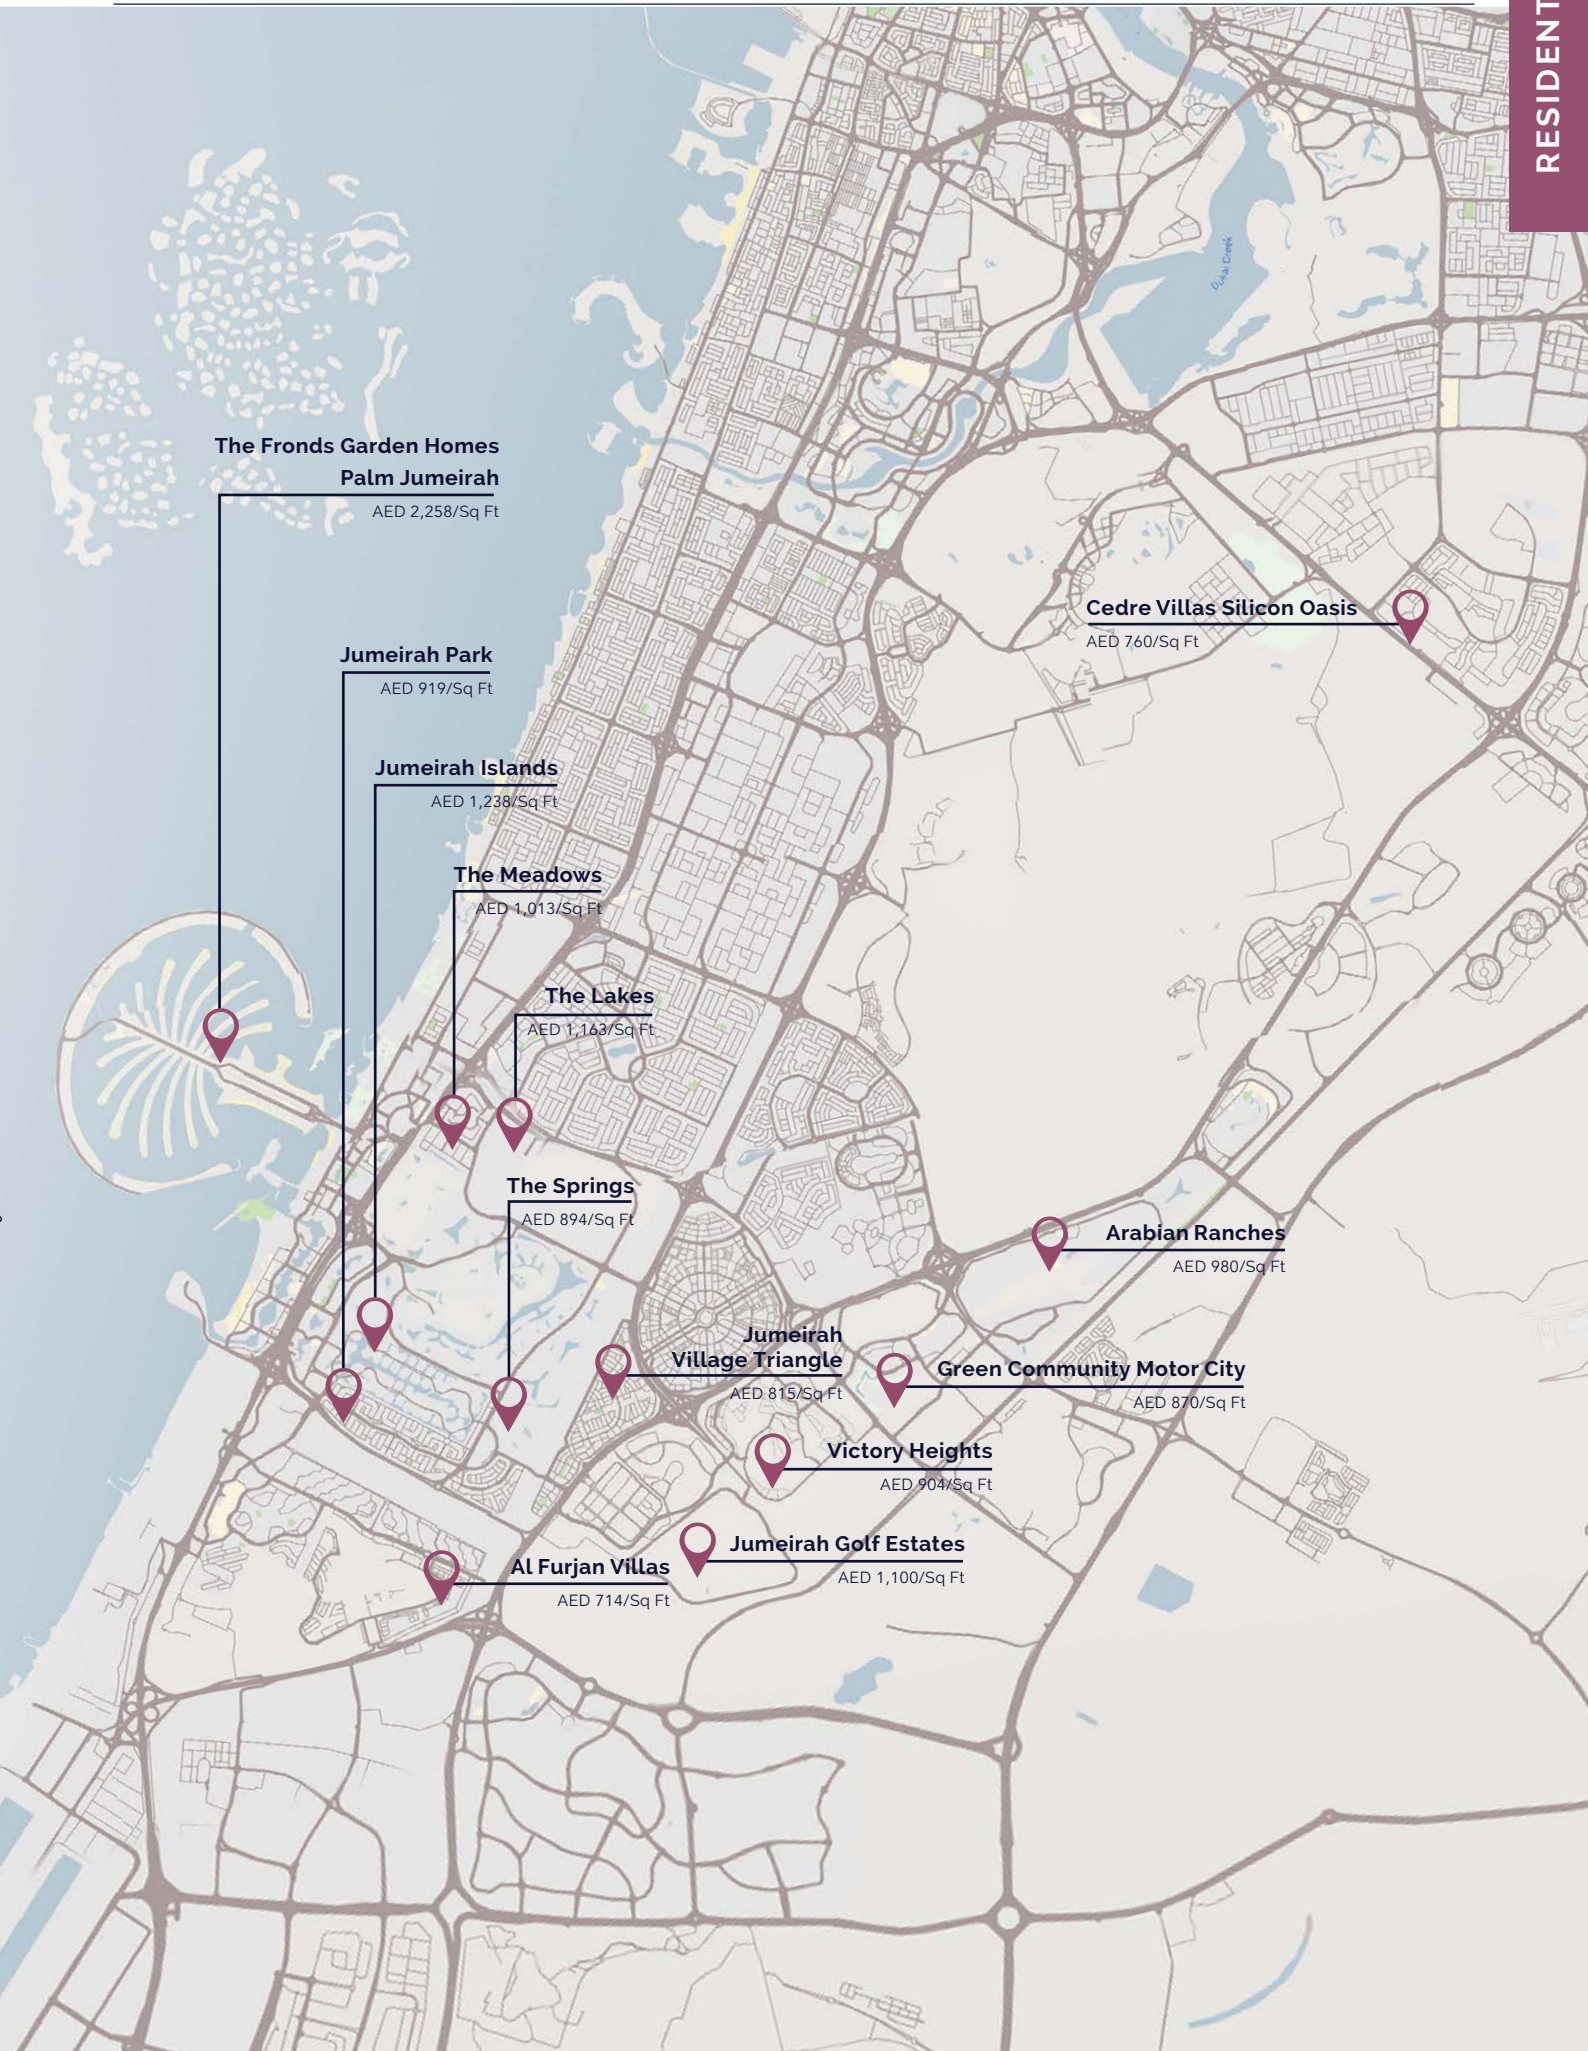 RESIDENT
Dubai Creek
The Fronds Garden Homes
Palm Jumeirah
AED 2,258/Sq Ft
Cedre Villas Silicon Oasis
AED 760/Sq Ft
Jumeirah Park
AED 919/Sq Ft
Jumeirah Islands
AED 1,238/Sq Ft
The Meadows
AED 1,013/Sq Ft
The Lakes
AED 1,163/Sq Ft
The Springs
AED 894/Sq Ft
Arabian Ranches
AED 980/Sq Ft
Jumeirah
Village Triangle
AED 815/Sq Ft
Green Community Motor City
AED 870/Sq Ft
Victory Heights
AED 904/Sq Ft
Jumeirah Golf Estates
AED 1,100/Sq Ft
Al Furjan Villas
AED 714/Sq Ft